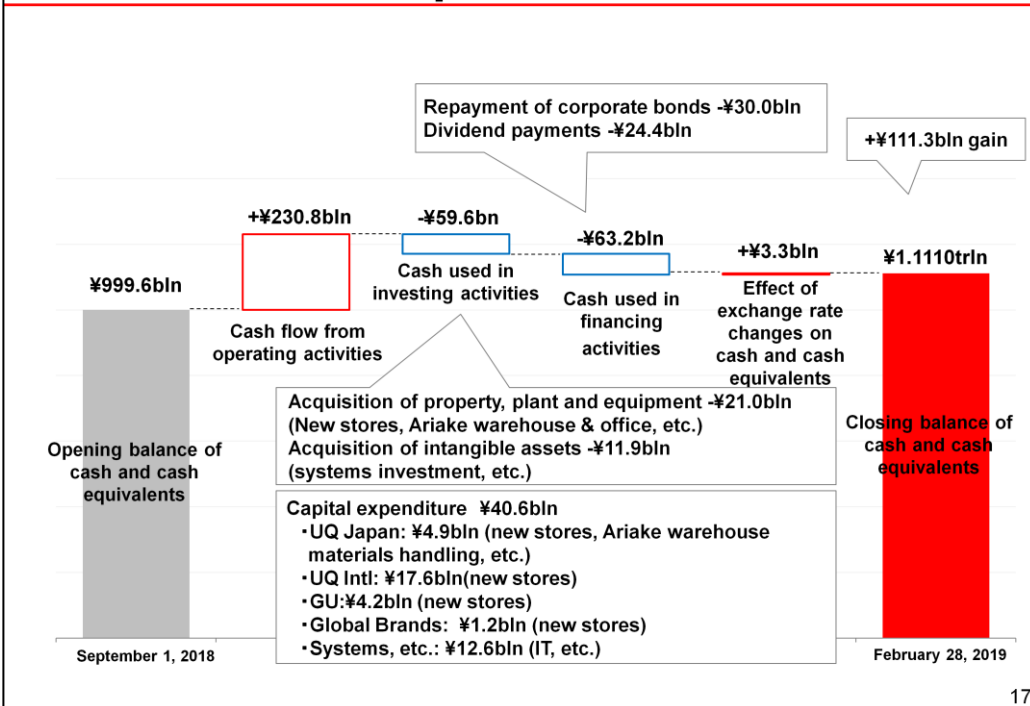 Repayment of corporate bonds -¥30.0bln
Dividend payments -¥24.4bln
+¥111.3bln gain
+¥230.8bln
-¥59.6bn
-¥63.2bln
+¥3.3bln
¥1.1110trln
¥999.6bln
Cash used in
investing activities
Cash flow from
operating activities
Cash used in
financing
activities
Effect of
exchange rate
changes on
cash and cash
equivalents
Acquisition of property, plant and equipment -¥21.0bln
(New stores, Ariake warehouse & office, etc.)
Acquisition of intangible assets -¥11.9bln
(systems investment, etc.)
Opening balance of
cash and cash
equivalents
Closing balance of
cash and cash
equivalents
Capital expenditure ¥40.6bln
・UQ Japan: ¥4.9bln (new stores, Ariake warehouse
materials handling, etc.)
・UQ Intl: ¥17.6bln(new stores)
・GU:¥4.2bln (new stores)
・Global Brands: ¥1.2bln (new stores)
・Systems, etc.: ¥12.6bln (IT, etc.)
September 1, 2018
February 28, 2019
17